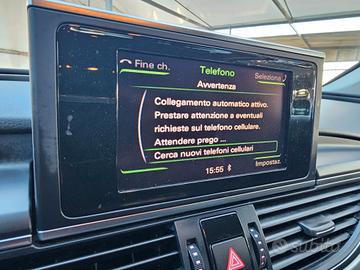 Fine ch.
Telefono
Seleziona
Avvertenza
Collegamento automatico attivo.
Prestare attenzione a eventuali
richieste sul telefono cellulare.
Attendere prego ...
Cerca nuovi telefoni cellulari
15:55
Impostaz.
subito